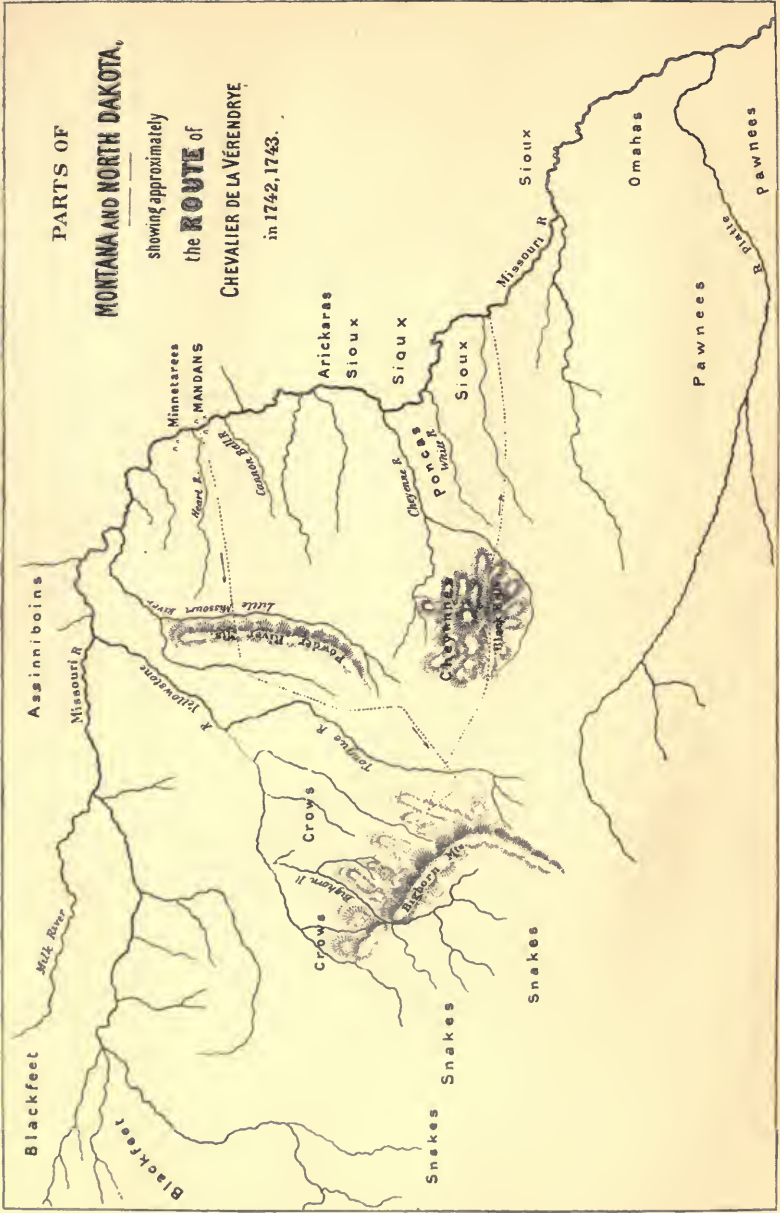 PARTS OF
MONTANA AND NORTH DAKOTA,
showing approximately
the ROUTE of
CHEVALIER DE LA VÉRENDRYE
in 1742, 1743.
Blackfeet
Blackfeet
Milk River
Assinniboins
Missouri R
R Yellowstone
Little Missouri River
Powder River Mts.
Tongue R
Crows
Crows
Bighorn R
Bighorn Mts
Snakes
Snakes
Snakes
Minnetarees
MANDANS
Heart R.
Cannon Ball R
Arickaras
Sioux
Sioux
Sioux
Cheyenne R
Poncas
White R
Cheyennes
Black Hills
Missouri R
Sioux
Omahas
Pawnees
R Platte
Pawnees